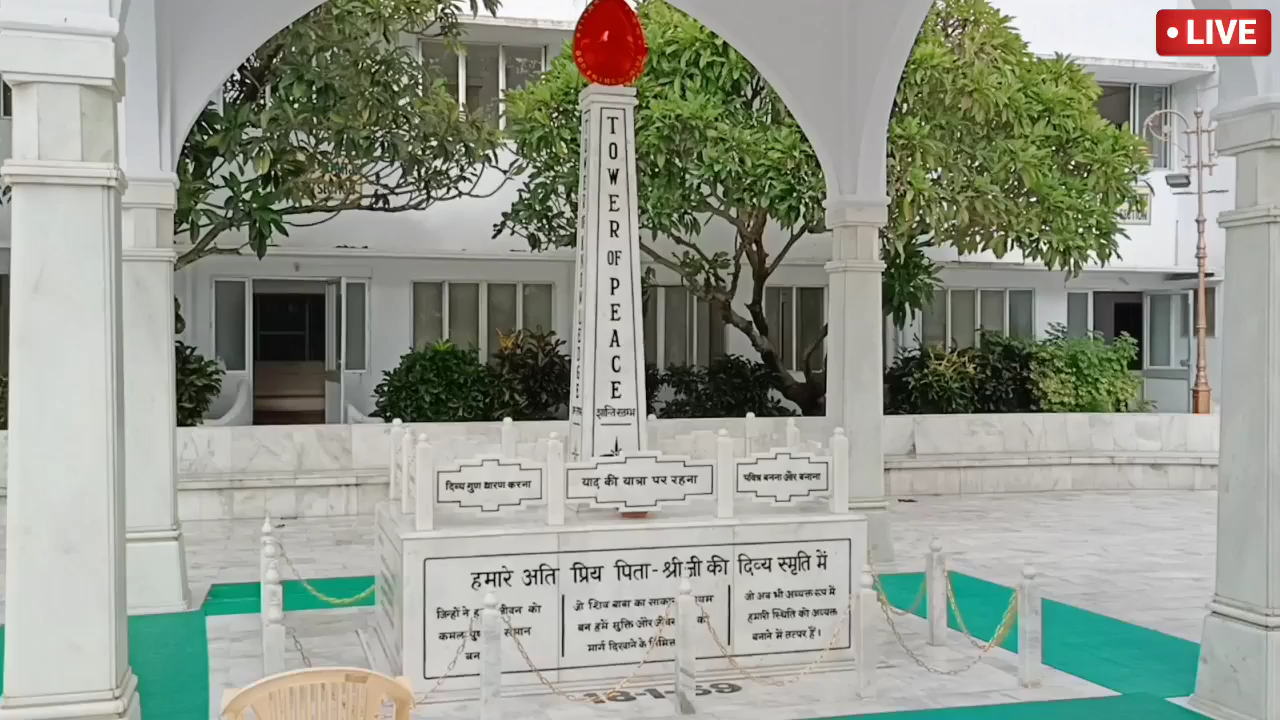 LIVE
TOWER OF PEACE
शान्ति स्तम्भ
दिव्य गुण धारण करना
याद की यात्रा पर रहना
पवित्र बनना और बनाना
हमारे अति प्रिय पिता-श्री जी की दिव्य स्मृति में
जिन्होंने जीवन को
कमल समान
जो शिव बाबा का
बन हमें मुक्ति और
मार्ग दिखाने के
जो अब भी अव्यक्त रूप में
हमारी स्थिति को अव्यक्त
बनाने में तत्पर हैं।
18-1-69